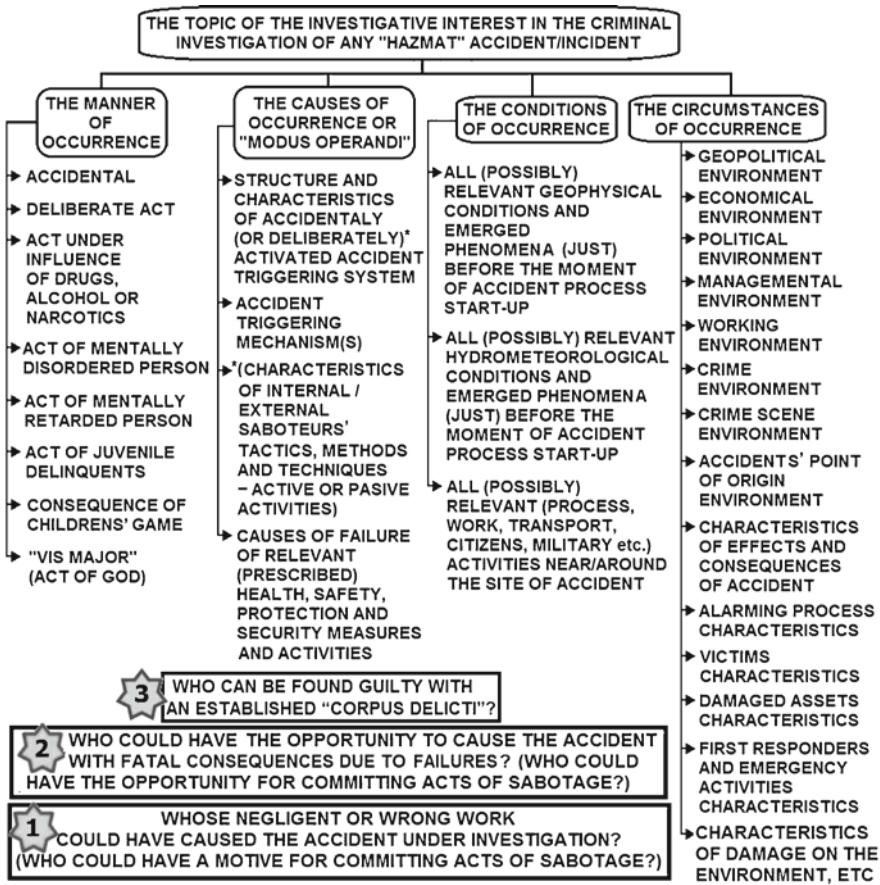 THE TOPIC OF THE INVESTIGATIVE INTEREST IN THE CRIMINAL
INVESTIGATION OF ANY "HAZMAT" ACCIDENT/INCIDENT
THE MANNER
OF
OCCURRENCE
ACCIDENTAL
DELIBERATE ACT
ACT UNDER
INFLUENCE
OF DRUGS,
ALCOHOL OR
NARCOTICS
ACT OF MENTALLY
DISORDERED PERSON
ACT OF MENTALLY
RETARDED PERSON
ACT OF JUVENILE
DELINQUENTS
CONSEQUENCE OF
CHILDRENS' GAME
"VIS MAJOR"
(ACT OF GOD)
THE CAUSES OF
OCCURRENCE OR
"MODUS OPERANDI"
STRUCTURE AND
CHARACTERISTICS
OF ACCIDENTALY
(OR DELIBERATELY)*
ACTIVATED ACCIDENT
TRIGGERING SYSTEM
ACCIDENT
TRIGGERING
MECHANISM(S)
*(CHARACTERISTICS
OF INTERNAL /
EXTERNAL
SABOTEURS'
TACTICS, METHODS
AND TECHNIQUES
– ACTIVE OR PASIVE
ACTIVITIES)
CAUSES OF FAILURE
OF RELEVANT
(PRESCRIBED)
HEALTH, SAFETY,
PROTECTION AND
SECURITY MEASURES
AND ACTIVITIES
THE CONDITIONS
OF OCCURRENCE
ALL (POSSIBLY)
RELEVANT GEOPHYSICAL
CONDITIONS AND
EMERGED
PHENOMENA (JUST)
BEFORE THE MOMENT
OF ACCIDENT PROCESS
START-UP
ALL (POSSIBLY) RELEVANT
HYDROMETEOROLOGICAL
CONDITIONS AND
EMERGED PHENOMENA
(JUST) BEFORE THE
MOMENT OF ACCIDENT
PROCESS START-UP
ALL (POSSIBLY)
RELEVANT (PROCESS,
WORK, TRANSPORT,
CITIZENS, MILITARY etc.)
ACTIVITIES NEAR/AROUND
THE SITE OF ACCIDENT
THE CIRCUMSTANCES
OF OCCURRENCE
GEOPOLITICAL
ENVIRONMENT
ECONOMICAL
ENVIRONMENT
POLITICAL
ENVIRONMENT
MANAGEMENTAL
ENVIRONMENT
WORKING
ENVIRONMENT
CRIME
ENVIRONMENT
CRIME SCENE
ENVIRONMENT
ACCIDENTS' POINT
OF ORIGIN
ENVIRONMENT
CHARACTERISTICS
OF EFFECTS AND
CONSEQUENCES
OF ACCIDENT
ALARMING PROCESS
CHARACTERISTICS
VICTIMS
CHARACTERISTICS
DAMAGED ASSETS
CHARACTERISTICS
FIRST RESPONDERS
AND EMERGENCY
ACTIVITIES
CHARACTERISTICS
CHARACTERISTICS
OF DAMAGE ON THE
ENVIRONMENT, ETC
3
WHO CAN BE FOUND GUILTY WITH
AN ESTABLISHED "CORPUS DELICTI"?
2
WHO COULD HAVE THE OPPORTUNITY TO CAUSE THE ACCIDENT
WITH FATAL CONSEQUENCES DUE TO FAILURES? (WHO COULD
HAVE THE OPPORTUNITY FOR COMMITTING ACTS OF SABOTAGE?)
1
WHOSE NEGLIGENT OR WRONG WORK
COULD HAVE CAUSED THE ACCIDENT UNDER INVESTIGATION?
(WHO COULD HAVE A MOTIVE FOR COMMITTING ACTS OF SABOTAGE?)